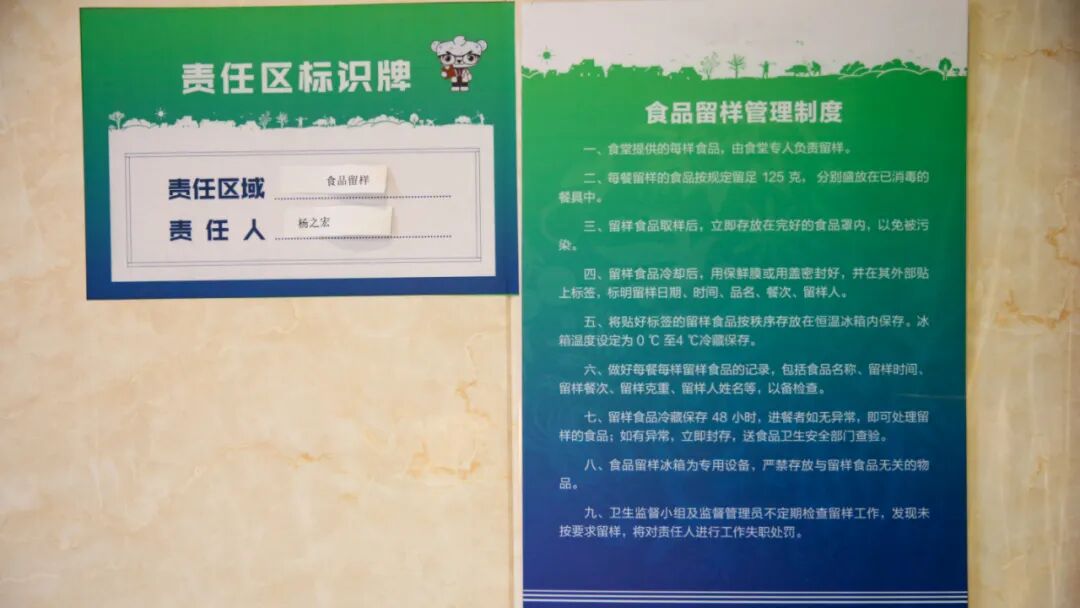 责任区标识牌
责任区域 食品留样
责任人 杨之宏
食品留样管理制度
一、食堂提供的每样食品，由食堂专人负责留样。
二、每餐留样的食品按规定留足 125 克， 分别盛放在已消毒的
餐具中。
三、留样食品取样后，立即存放在完好的食品罩内，以免被污
染。
四、留样食品冷却后，用保鲜膜或用盖密封好，并在其外部贴
上标签，标明留样日期、时间、品名、餐次、留样人。
五、将贴好标签的留样食品按秩序存放在恒温冰箱内保存。冰
箱温度设定为 0 ℃ 至4 ℃冷藏保存。
六、做好每餐每样留样食品的记录，包括食品名称、留样时间、
留样餐次、留样克重、留样人姓名等，以备检查。
七、留样食品冷藏保存 48 小时，进餐者如无异常，即可处理留
样的食品；如有异常，立即封存，送食品卫生安全部门查验。
八、食品留样冰箱为专用设备，严禁存放与留样食品无关的物
品。
九、卫生监督小组及监督管理员不定期检查留样工作，发现未
按要求留样，将对责任人进行工作失职处罚。